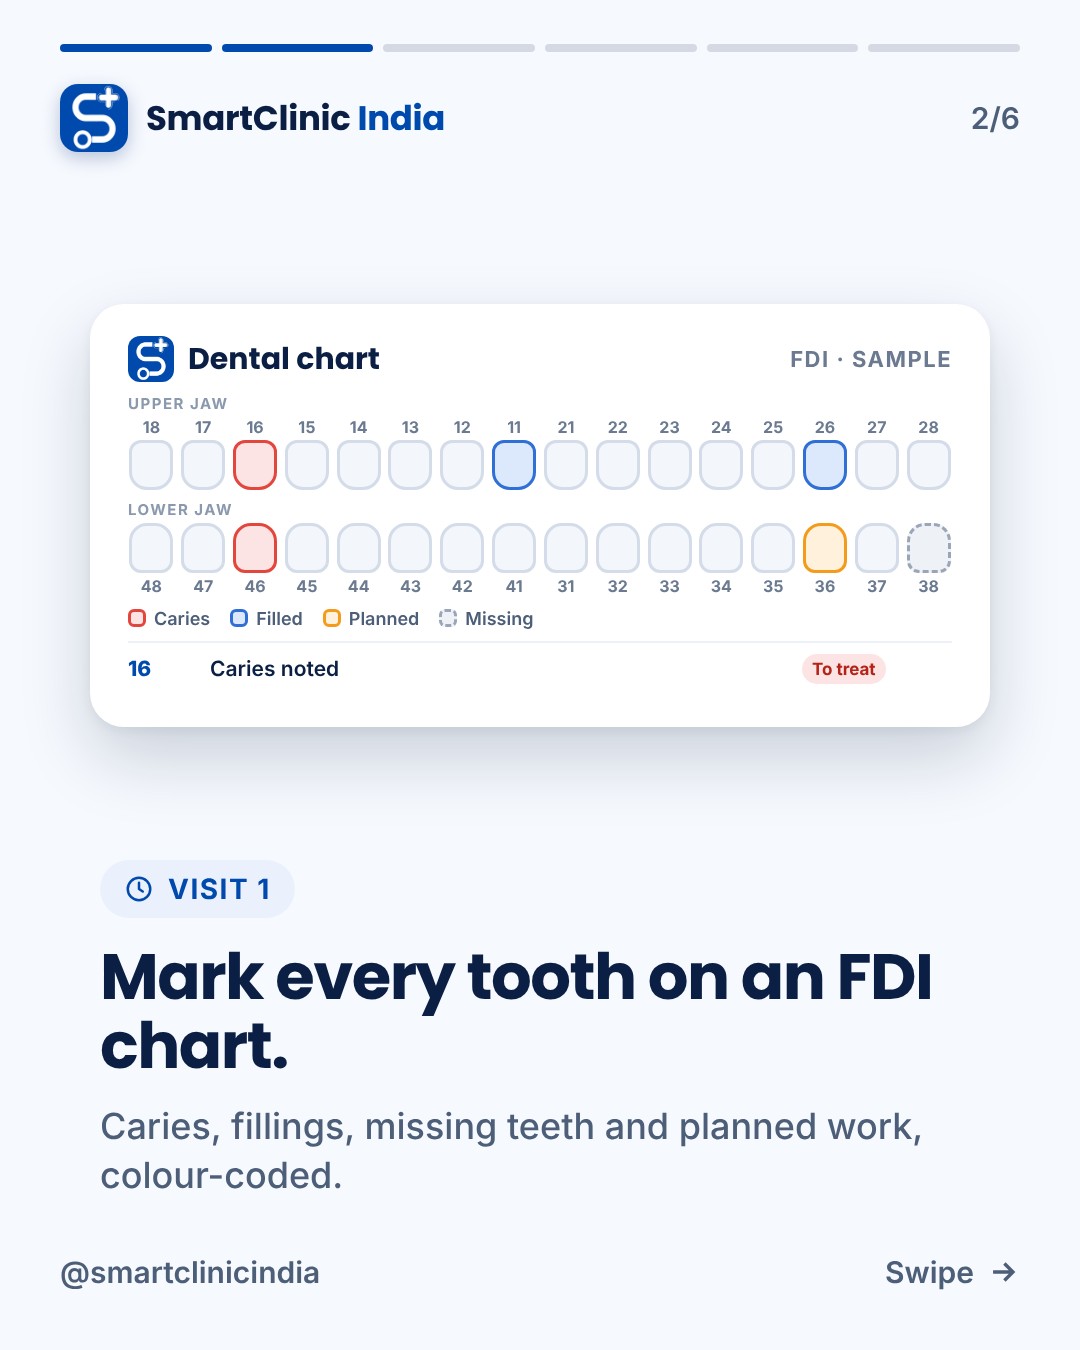 SmartClinic India
2/6
Dental chart
FDI · SAMPLE
UPPER JAW
18 17 16 15 14 13 12 11 21 22 23 24 25 26 27 28
LOWER JAW
48 47 46 45 44 43 42 41 31 32 33 34 35 36 37 38
Caries Filled Planned Missing
16 Caries noted To treat
VISIT 1
Mark every tooth on an FDI
chart.
Caries, fillings, missing teeth and planned work,
colour-coded.
@smartclinicindia
Swipe →